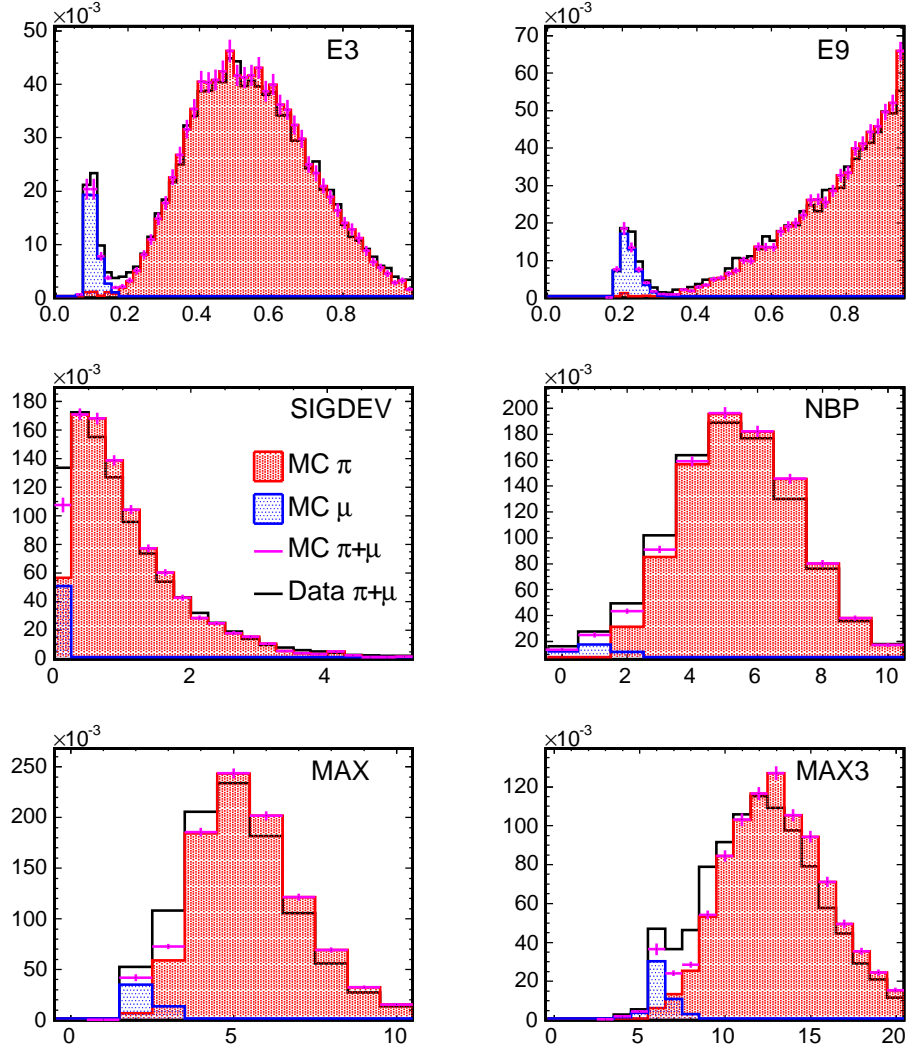 ×10⁻³ ×10⁻³
50 E3
40
30
20
10
0
0.0 0.2 0.4 0.6 0.8
70 E9
60
50
40
30
20
10
0
0.0 0.2 0.4 0.6 0.8
×10⁻³ ×10⁻³
180 SIGDEV
160
140
120
100
80
60
40
20
0
MC π
MC μ
MC π+μ
Data π+μ
0 2 4
200 NBP
180
160
140
120
100
80
60
40
20
0 2 4 6 8 10
×10⁻³ ×10⁻³
250 MAX
200
150
100
50
0
0 5 10
MAX3
120
100
80
60
40
20
0
0 5 10 15 20